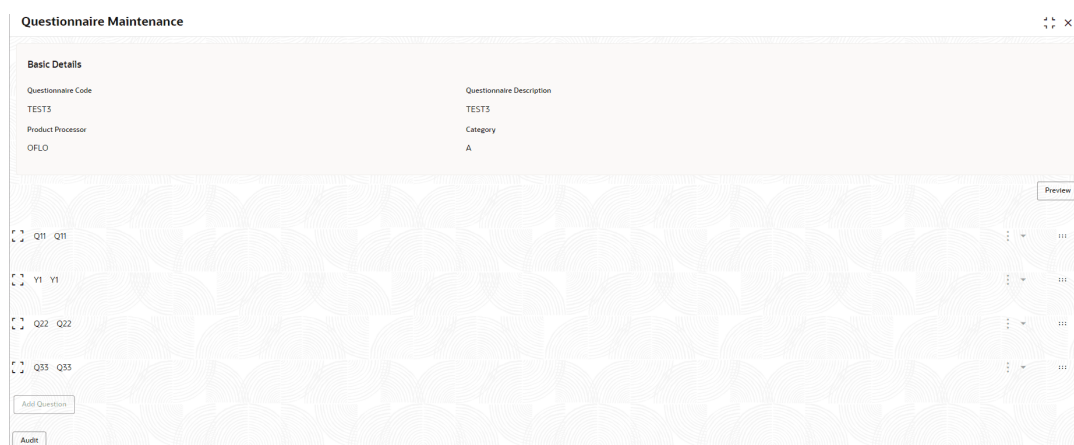 Questionnaire Maintenance
Basic Details
Questionnaire Code
Questionnaire Description
TEST3
TEST3
Product Processor
Category
OFLO
A
Preview
Q11 Q11
Y1 Y1
Q22 Q22
Q33 Q33
Add Question
Audit